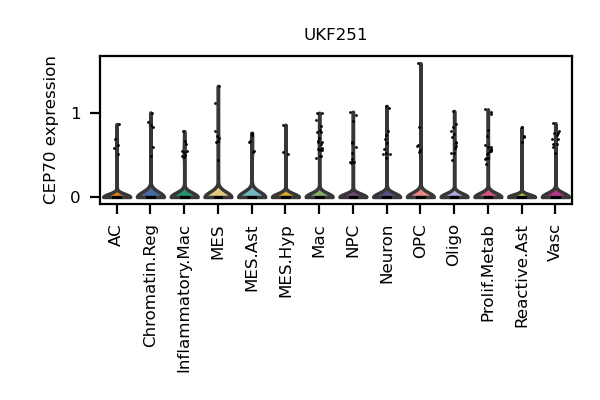 UKF251
CEP70 expression
1
0
AC
Chromatin.Reg
Inflammatory.Mac
MES
MES.Ast
MES.Hyp
Mac
NPC
Neuron
OPC
Oligo
Prolif.Metab
Reactive.Ast
Vasc